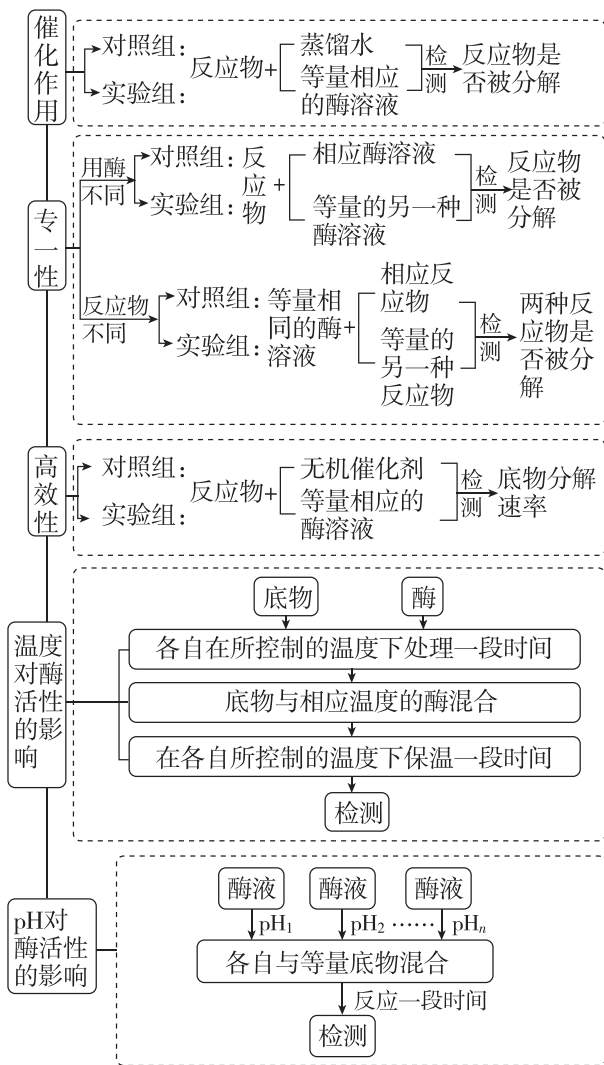 催化作用
对照组：
实验组：
反应物+
蒸馏水
等量相应
的酶溶液
检
测
反应物是
否被分解
专一性
用酶
不同
对照组：
实验组：
反
应
物
+
相应酶溶液
等量的另一种
酶溶液
检
测
反应物
是否被
分解
反应物
不同
对照组：
实验组：
等量相
同的酶+
溶液
相应反
应物
等量的
另一种
反应物
检
测
两种反
应物是
否被分
解
高效性
对照组：
实验组：
反应物+
无机催化剂
等量相应的
酶溶液
检
测
底物分解
速率
温度
对酶
活性
的影
响
底物
酶
各自在所控制的温度下处理一段时间
底物与相应温度的酶混合
在各自所控制的温度下保温一段时间
检测
pH对
酶活性
的影响
酶液 酶液 酶液
pH₁ pH₂ ⋯⋯ pHₙ
各自与等量底物混合
反应一段时间
检测